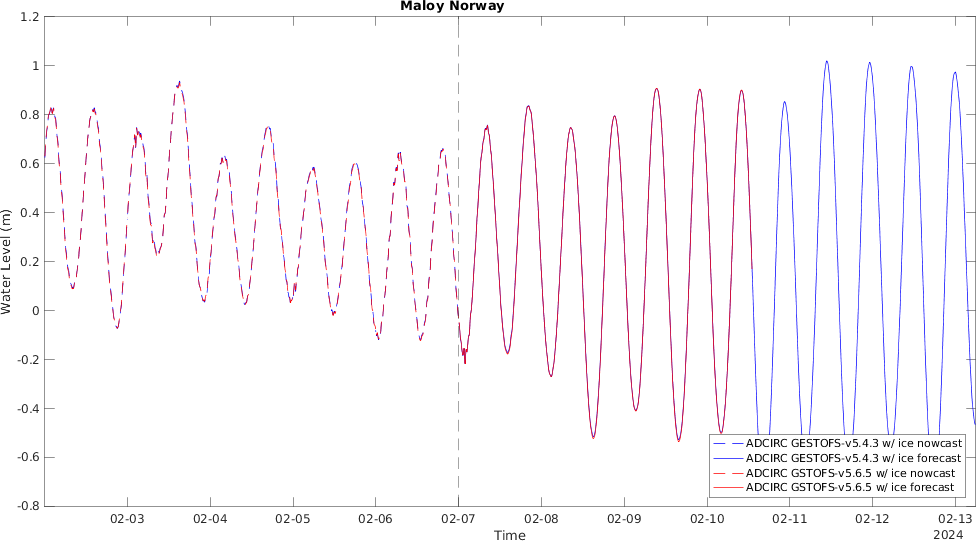 Maloy Norway
1.2
1
0.8
0.6
0.4
0.2
0
-0.2
-0.4
-0.6
-0.8
Water Level (m)
ADCIRC GESTOFS-v5.4.3 w/ ice nowcast
ADCIRC GESTOFS-v5.4.3 w/ ice forecast
ADCIRC GSTOFS-v5.6.5 w/ ice nowcast
ADCIRC GSTOFS-v5.6.5 w/ ice forecast
02-03 02-04 02-05 02-06 02-07 02-08 02-09 02-10 02-11 02-12 02-13
Time
2024